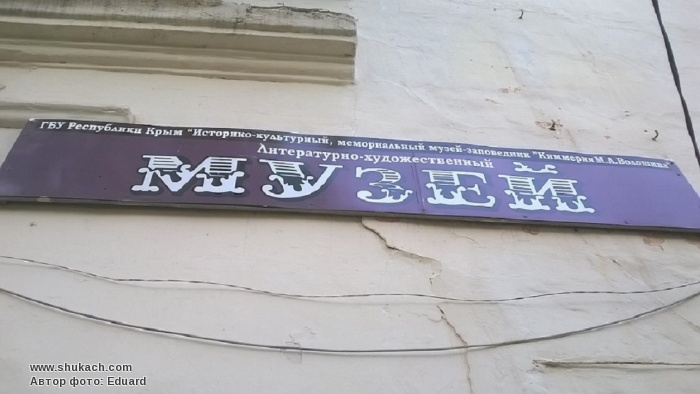 ГБУ Республики Крым "Историко-культурный, мемориальный музей-заповедник "Киммерия М.А.Волошина"
Литературно-художественный
МУЗЕЙ
www.shukach.com
Автор фото: Eduard